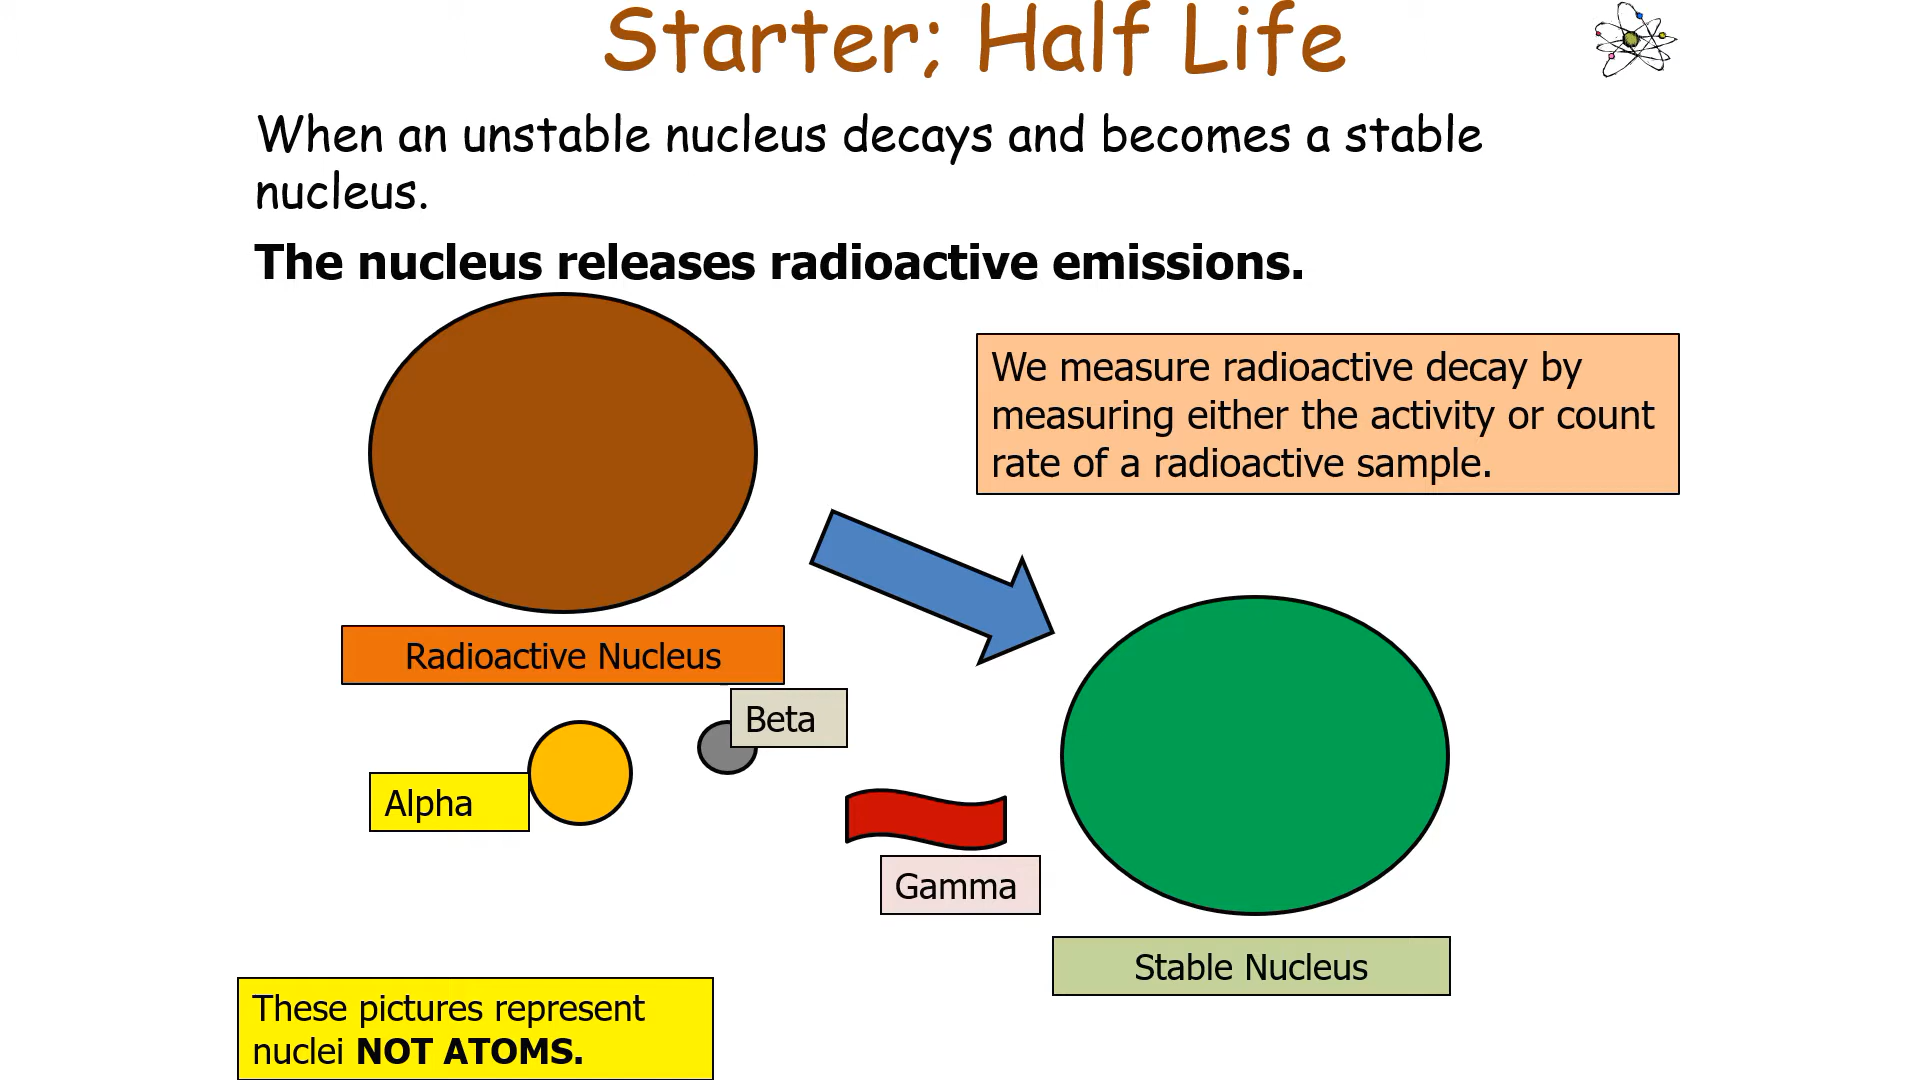 Starter; Half Life
When an unstable nucleus decays and becomes a stable
nucleus.
The nucleus releases radioactive emissions.
We measure radioactive decay by
measuring either the activity or count
rate of a radioactive sample.
Radioactive Nucleus
Beta
Alpha
Gamma
Stable Nucleus
These pictures represent
nuclei NOT ATOMS.